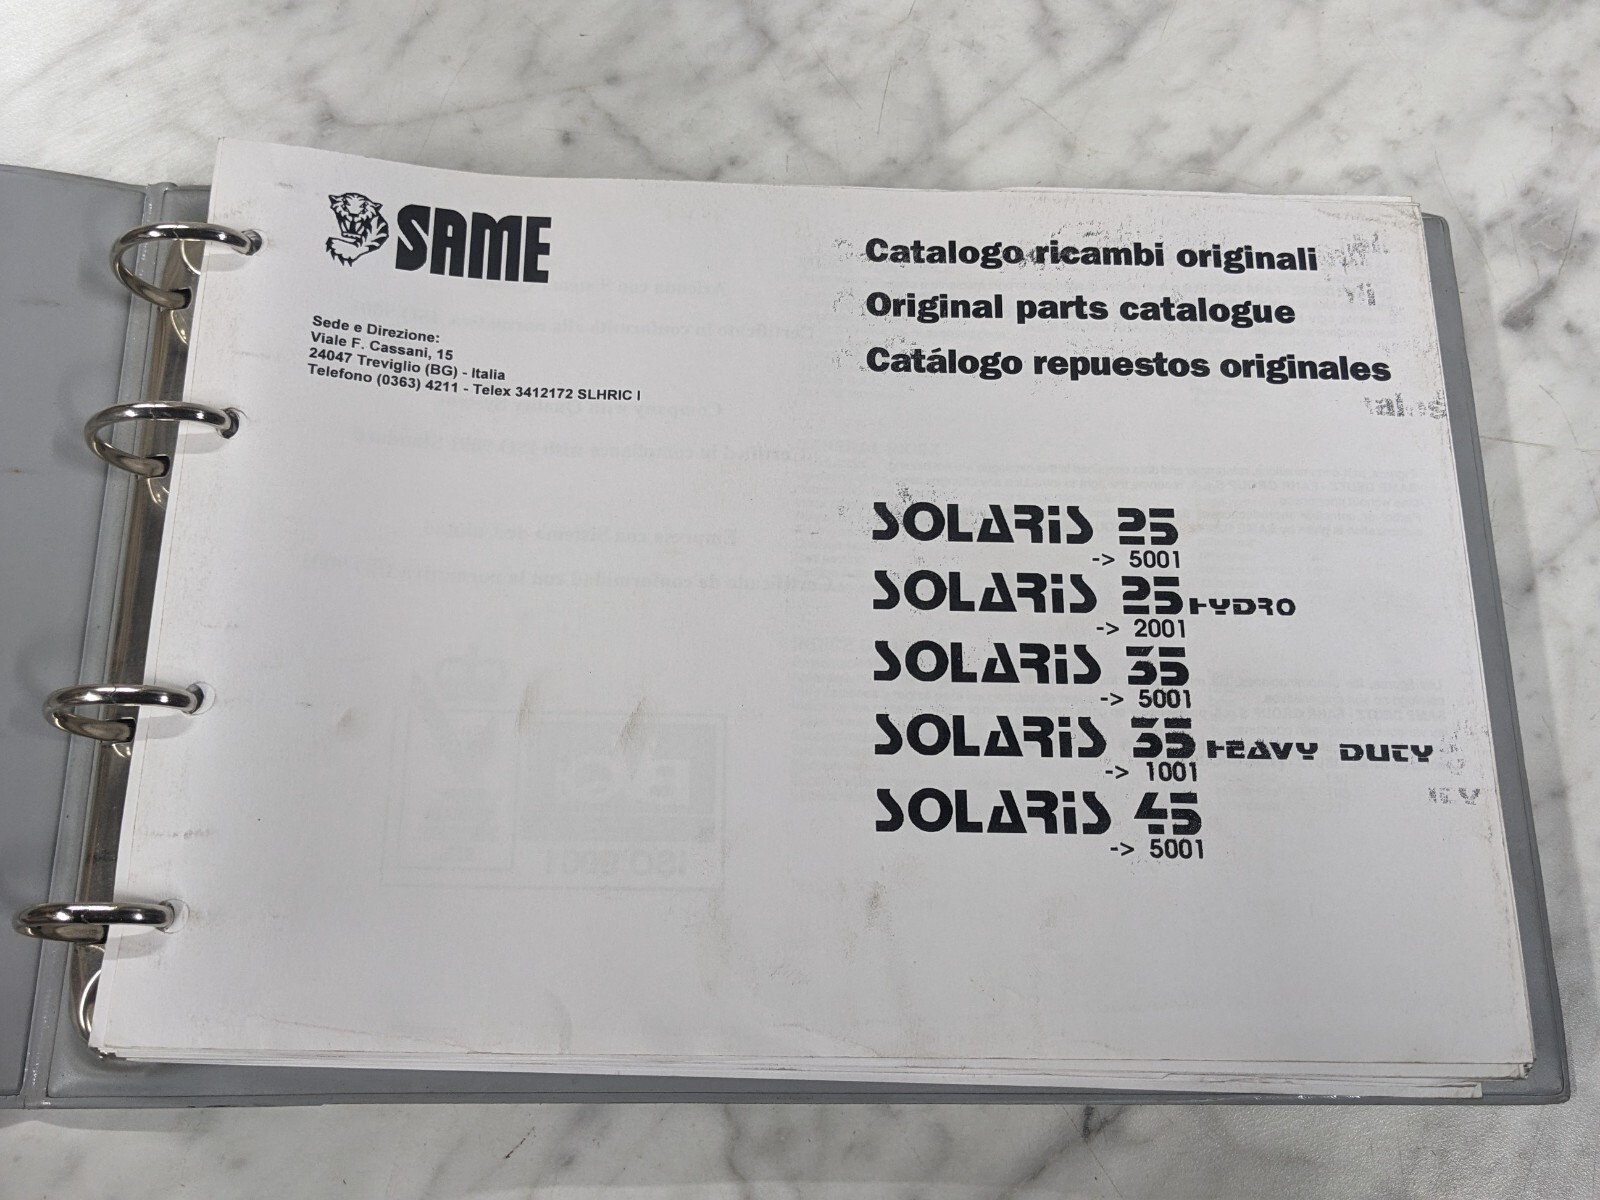 SAME
Sede e Direzione:
Viale F. Cassani, 15
24047 Treviglio (BG) - Italia
Telefono (0363) 4211 - Telex 3412172 SLHRIC I
Catalogo ricambi originali
Original parts catalogue
Catálogo repuestos originales
SOLARiS 25
-> 5001
SOLARiS 25 HYDRO
-> 2001
SOLARiS 35
-> 5001
SOLARiS 35 HEAVY DUTY
-> 1001
SOLARiS 45
-> 5001